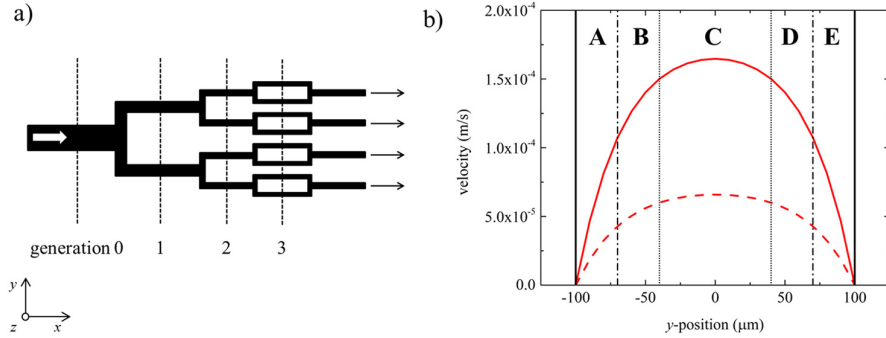 a)
generation 0 1 2 3
y
z x
b)
A B C D E
velocity (m/s)
2.0x10⁻⁴
1.5x10⁻⁴
1.0x10⁻⁴
5.0x10⁻⁵
0.0
-100 -50 0 50 100
y-position (μm)